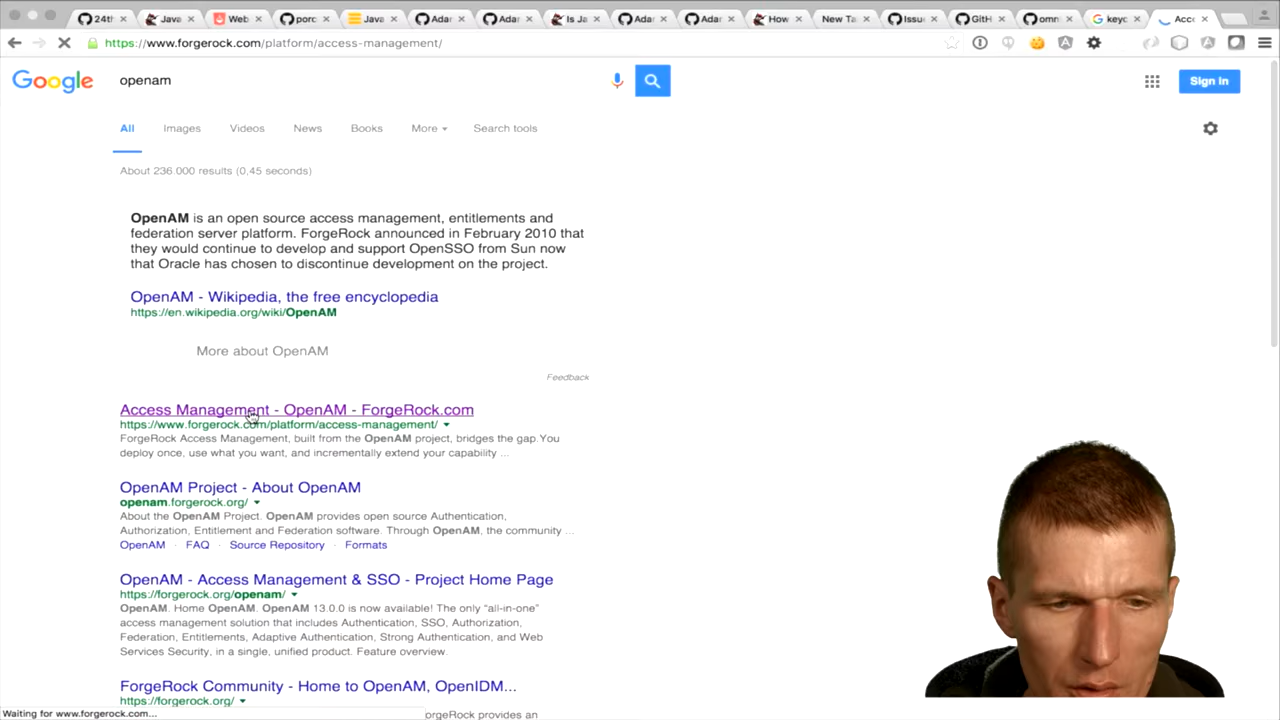 24th
Java
Web
porc
Java
Adar
Adar
Is Ja
Adar
Adar
How
New Ta
Issue
GitH
omn
keyc
Acce
https://www.forgerock.com/platform/access-management/
Google
openam
Sign in
All Images Videos News Books More Search tools
About 236.000 results (0,45 seconds)
OpenAM is an open source access management, entitlements and
federation server platform. ForgeRock announced in February 2010 that
they would continue to develop and support OpenSSO from Sun now
that Oracle has chosen to discontinue development on the project.
OpenAM - Wikipedia, the free encyclopedia
https://en.wikipedia.org/wiki/OpenAM
More about OpenAM
Feedback
Access Management - OpenAM - ForgeRock.com
https://www.forgerock.com/platform/access-management/
ForgeRock Access Management, built from the OpenAM project, bridges the gap.You
deploy once, use what you want, and incrementally extend your capability ...
OpenAM Project - About OpenAM
openam.forgerock.org/
About the OpenAM Project. OpenAM provides open source Authentication,
Authorization, Entitlement and Federation software. Through OpenAM, the community ...
OpenAM · FAQ · Source Repository · Formats
OpenAM - Access Management & SSO - Project Home Page
https://forgerock.org/openam/
OpenAM. Home OpenAM. OpenAM 13.0.0 is now available! The only “all-in-one”
access management solution that includes Authentication, SSO, Authorization,
Federation, Entitlements, Adaptive Authentication, Strong Authentication, and Web
Services Security, in a single, unified product. Feature overview.
ForgeRock Community - Home to OpenAM, OpenIDM...
https://forgerock.org/
Waiting for www.forgerock.com...
orgeRock provides an